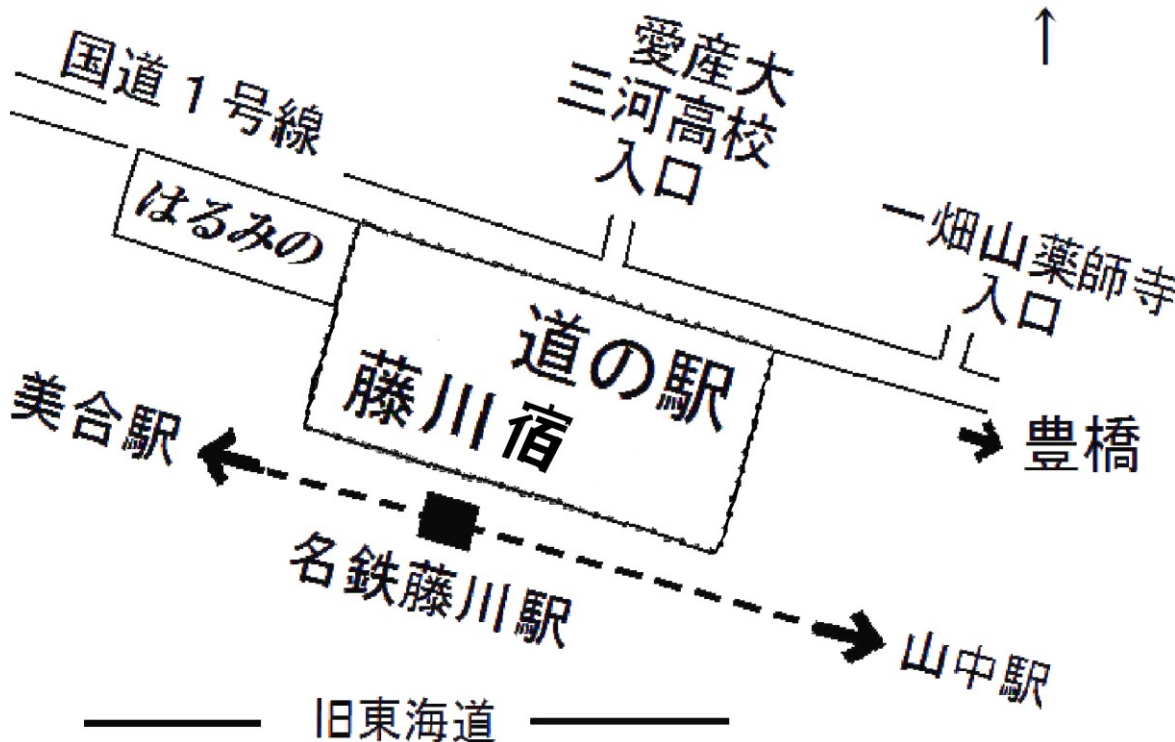 国道1号線
愛産大
三河高校
入口
一畑山薬師寺
入口
はるみの
道の駅
藤川宿
豊橋
美合駅
名鉄藤川駅
山中駅
旧東海道